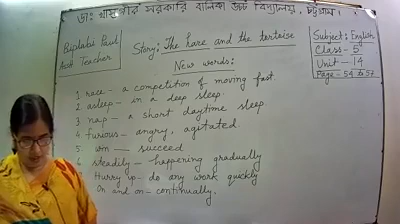 ডা: খাস্তগীর সরকারি বালিকা উচ্চ বিদ্যালয়, চট্টগ্রাম।
Biplabi Paul
Asst. Teacher
Story: The hare and the tortoise
Subject: English
Class - 5
Unit - 14
Page - 54 to 57
New words:
1. race - a competition of moving fast
2. asleep - in a deep sleep.
3. nap - a short daytime sleep.
4. furious - angry, agitated.
5. win - succeed
6. steadily - happening gradually
7. Hurry up - do any work quickly
On and on - continually.